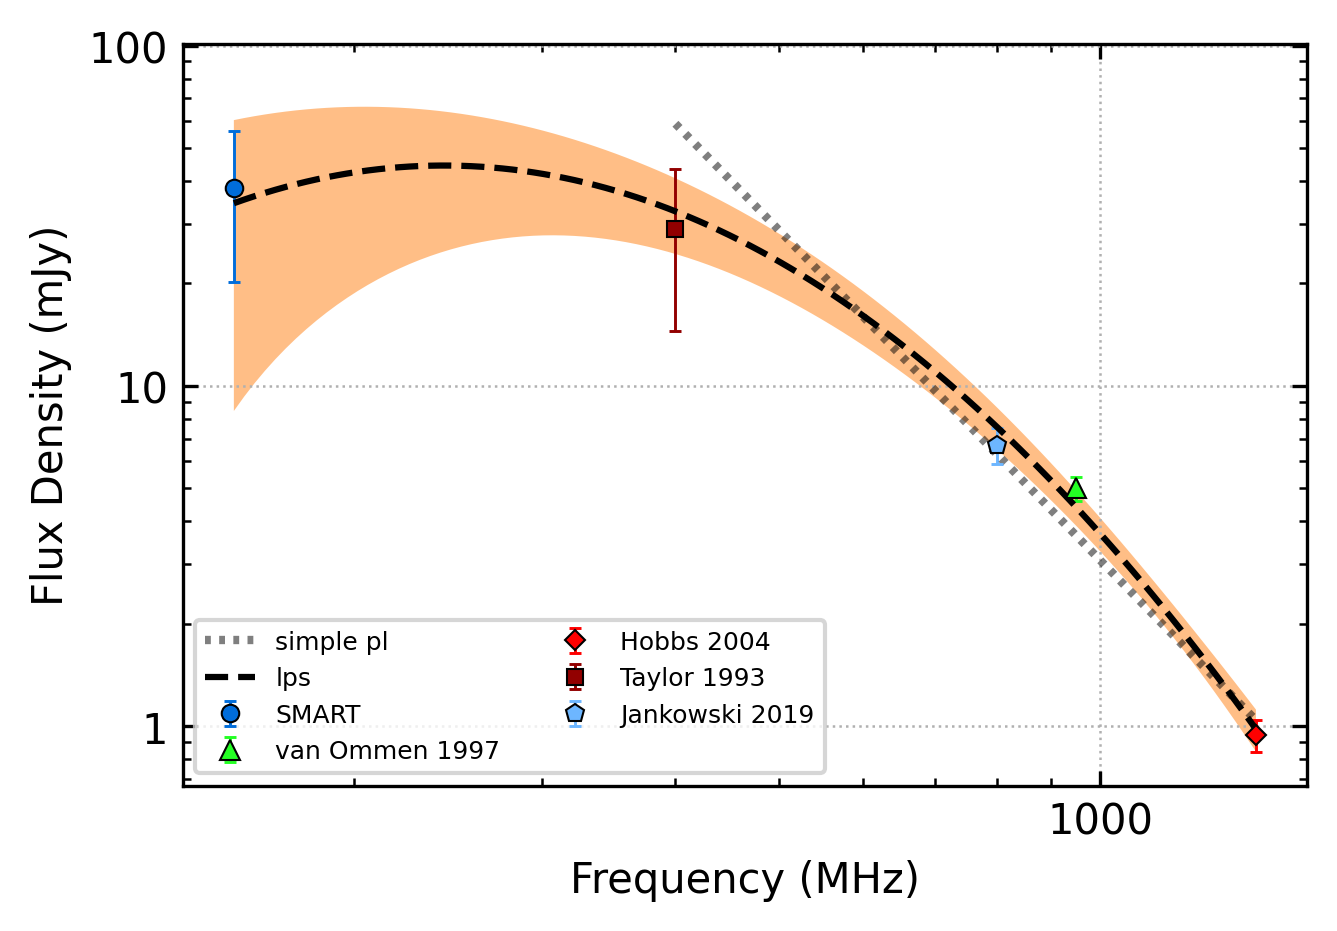 100
10
1
Flux Density (mJy)
simple pl
lps
SMART
van Ommen 1997
Hobbs 2004
Taylor 1993
Jankowski 2019
1000
Frequency (MHz)